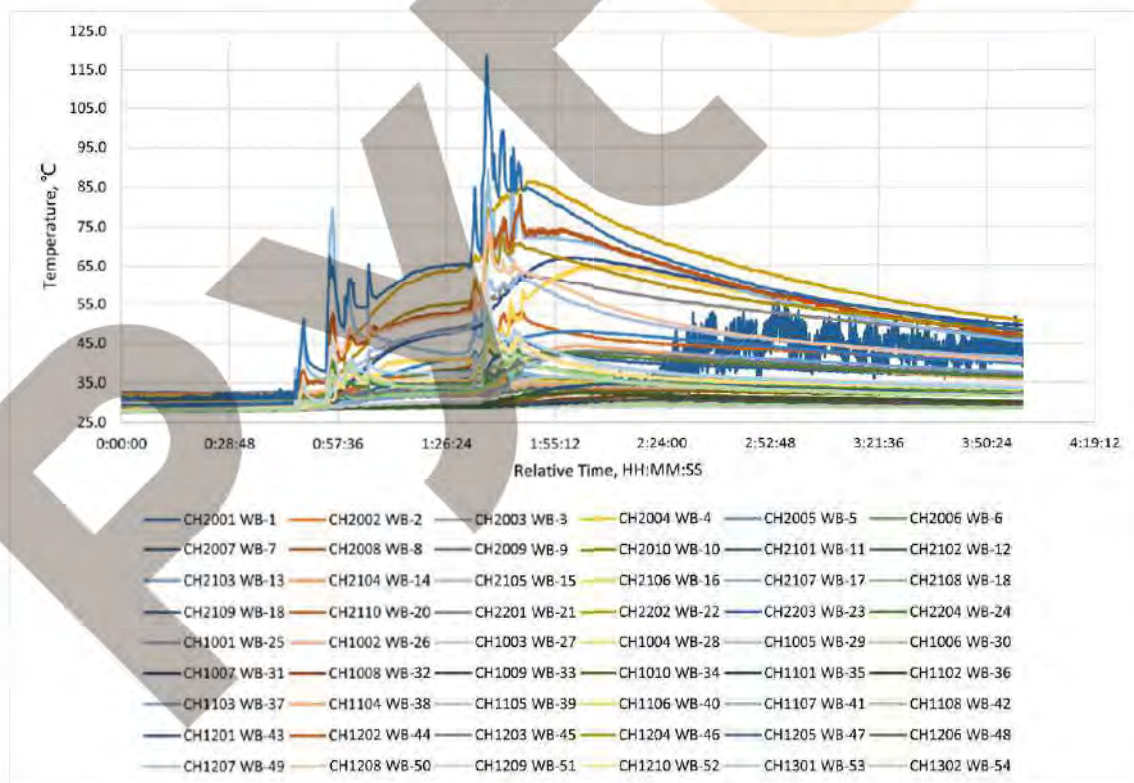 125.0
115.0
105.0
95.0
85.0
75.0
65.0
55.0
45.0
35.0
25.0
Temperature, °C
0:00:00 0:28:48 0:57:36 1:26:24 1:55:12 2:24:00 2:52:48 3:21:36 3:50:24 4:19:12
Relative Time, HH:MM:SS
CH2001 WB-1 CH2002 WB-2 CH2003 WB-3 CH2004 WB-4 CH2005 WB-5 CH2006 WB-6
CH2007 WB-7 CH2008 WB-8 CH2009 WB-9 CH2010 WB-10 CH2101 WB-11 CH2102 WB-12
CH2103 WB-13 CH2104 WB-14 CH2105 WB-15 CH2106 WB-16 CH2107 WB-17 CH2108 WB-18
CH2109 WB-18 CH2110 WB-20 CH2201 WB-21 CH2202 WB-22 CH2203 WB-23 CH2204 WB-24
CH1001 WB-25 CH1002 WB-26 CH1003 WB-27 CH1004 WB-28 CH1005 WB-29 CH1006 WB-30
CH1007 WB-31 CH1008 WB-32 CH1009 WB-33 CH1010 WB-34 CH1101 WB-35 CH1102 WB-36
CH1103 WB-37 CH1104 WB-38 CH1105 WB-39 CH1106 WB-40 CH1107 WB-41 CH1108 WB-42
CH1201 WB-43 CH1202 WB-44 CH1203 WB-45 CH1204 WB-46 CH1205 WB-47 CH1206 WB-48
CH1207 WB-49 CH1208 WB-50 CH1209 WB-51 CH1210 WB-52 CH1301 WB-53 CH1302 WB-54